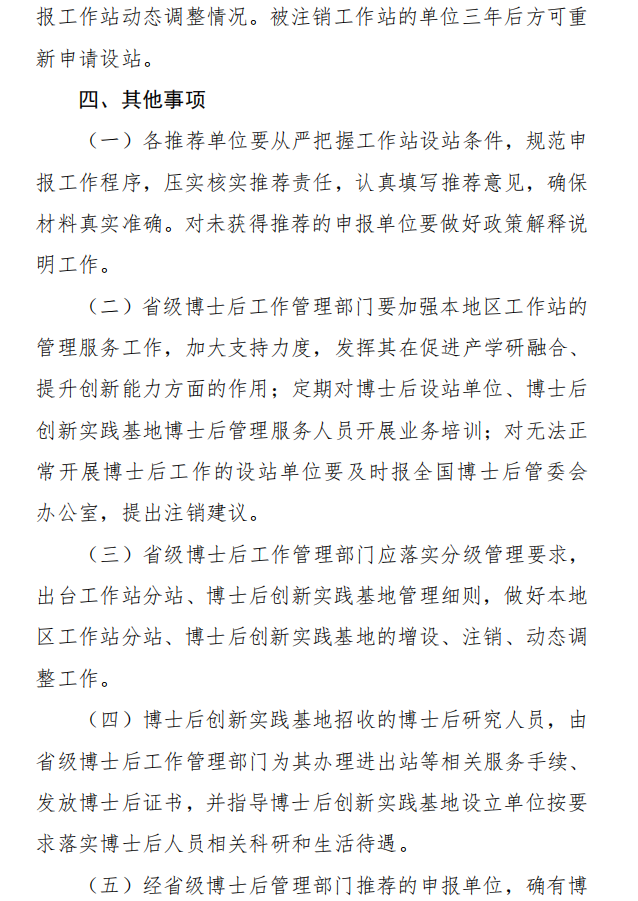 报工作站动态调整情况。被注销工作站的单位三年后方可重
新申请设站。
四、其他事项
（一）各推荐单位要从严把握工作站设站条件，规范申
报工作程序，压实核实推荐责任，认真填写推荐意见，确保
材料真实准确。对未获得推荐的申报单位要做好政策解释说
明工作。
（二）省级博士后工作管理部门要加强本地区工作站的
管理服务工作，加大支持力度，发挥其在促进产学研融合、
提升创新能力方面的作用；定期对博士后设站单位、博士后
创新实践基地博士后管理服务人员开展业务培训；对无法正
常开展博士后工作的设站单位要及时报全国博士后管委会
办公室，提出注销建议。
（三）省级博士后工作管理部门应落实分级管理要求，
出台工作站分站、博士后创新实践基地管理细则，做好本地
区工作站分站、博士后创新实践基地的增设、注销、动态调
整工作。
（四）博士后创新实践基地招收的博士后研究人员，由
省级博士后工作管理部门为其办理进出站等相关服务手续、
发放博士后证书，并指导博士后创新实践基地设立单位按要
求落实博士后人员相关科研和生活待遇。
（五）经省级博士后管理部门推荐的申报单位，确有博